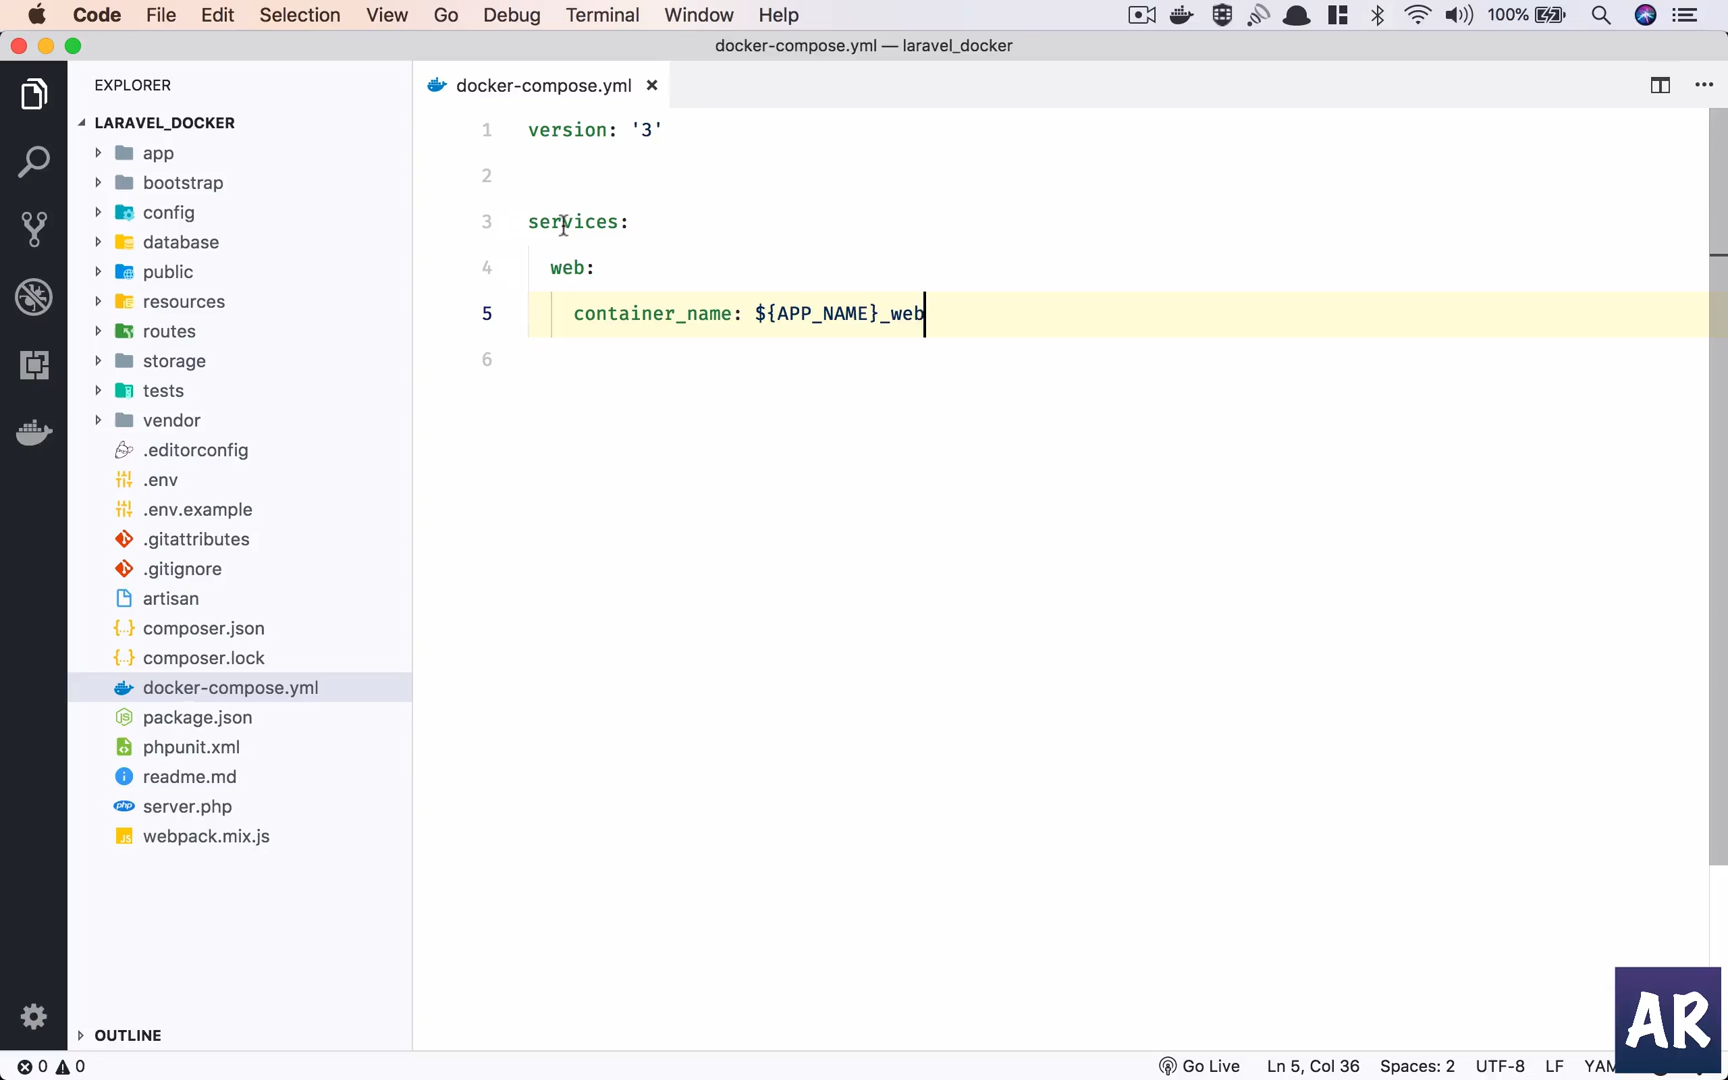 Code File Edit Selection View Go Debug Terminal Window Help 100%
docker-compose.yml — laravel_docker
EXPLORER
docker-compose.yml
LARAVEL_DOCKER
app
bootstrap
config
database
public
resources
routes
storage
tests
vendor
.editorconfig
.env
.env.example
.gitattributes
.gitignore
artisan
composer.json
composer.lock
docker-compose.yml
package.json
phpunit.xml
readme.md
server.php
webpack.mix.js
OUTLINE
1 version: '3'
2
3 services:
4 web:
5 container_name: ${APP_NAME}_web
6
AR
0 0 Go Live Ln 5, Col 36 Spaces: 2 UTF-8 LF